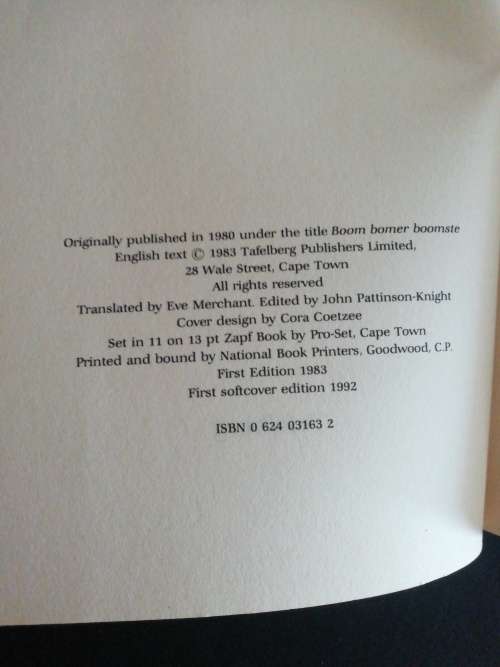 Originally published in 1980 under the title Boom bomer boomste
English text © 1983 Tafelberg Publishers Limited,
28 Wale Street, Cape Town
All rights reserved
Translated by Eve Merchant. Edited by John Pattinson-Knight
Cover design by Cora Coetzee
Set in 11 on 13 pt Zapf Book by Pro-Set, Cape Town
Printed and bound by National Book Printers, Goodwood, C.P.
First Edition 1983
First softcover edition 1992
ISBN 0 624 03163 2